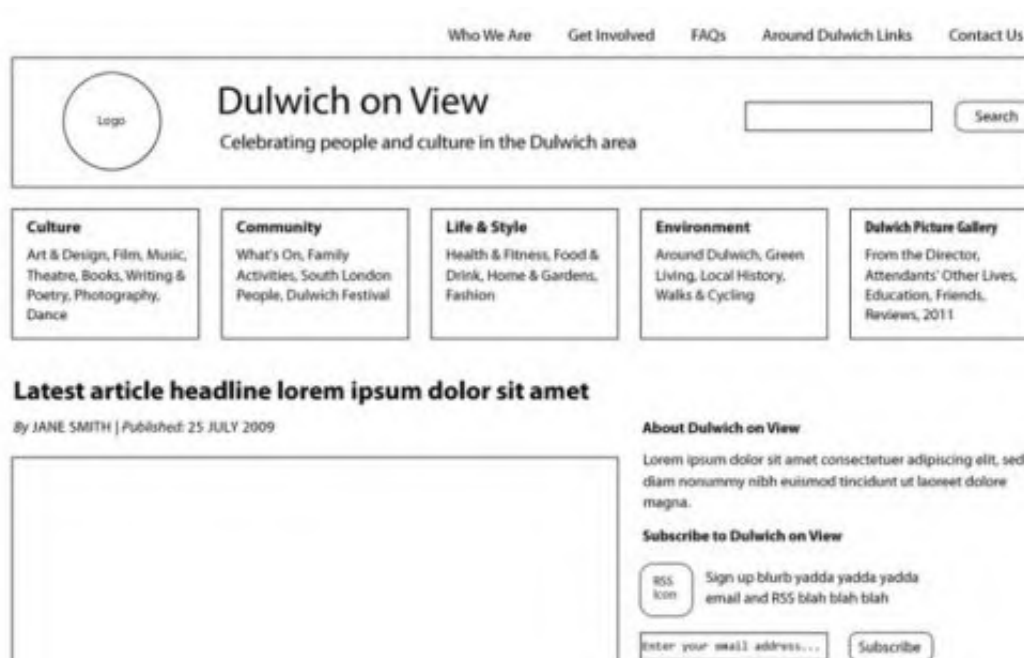 Who We Are Get Involved FAQs Around Dulwich Links Contact Us
Logo
Dulwich on View
Celebrating people and culture in the Dulwich area
Search
Culture
Art & Design, Film, Music,
Theatre, Books, Writing &
Poetry, Photography,
Dance
Community
What's On, Family
Activities, South London
People, Dulwich Festival
Life & Style
Health & Fitness, Food &
Drink, Home & Gardens,
Fashion
Environment
Around Dulwich, Green
Living, Local History,
Walks & Cycling
Dulwich Picture Gallery
From the Director,
Attendants' Other Lives,
Education, Friends,
Reviews, 2011
Latest article headline lorem ipsum dolor sit amet
By JANE SMITH | Published: 25 JULY 2009
About Dulwich on View
Lorem ipsum dolor sit amet consectetuer adipiscing elit, sed
diam nonummy nibh euismod tincidunt ut laoreet dolore
magna.
Subscribe to Dulwich on View
RSS
Icon
Sign up blurb yadda yadda yadda
email and RSS blah blah blah
Enter your email address...
Subscribe